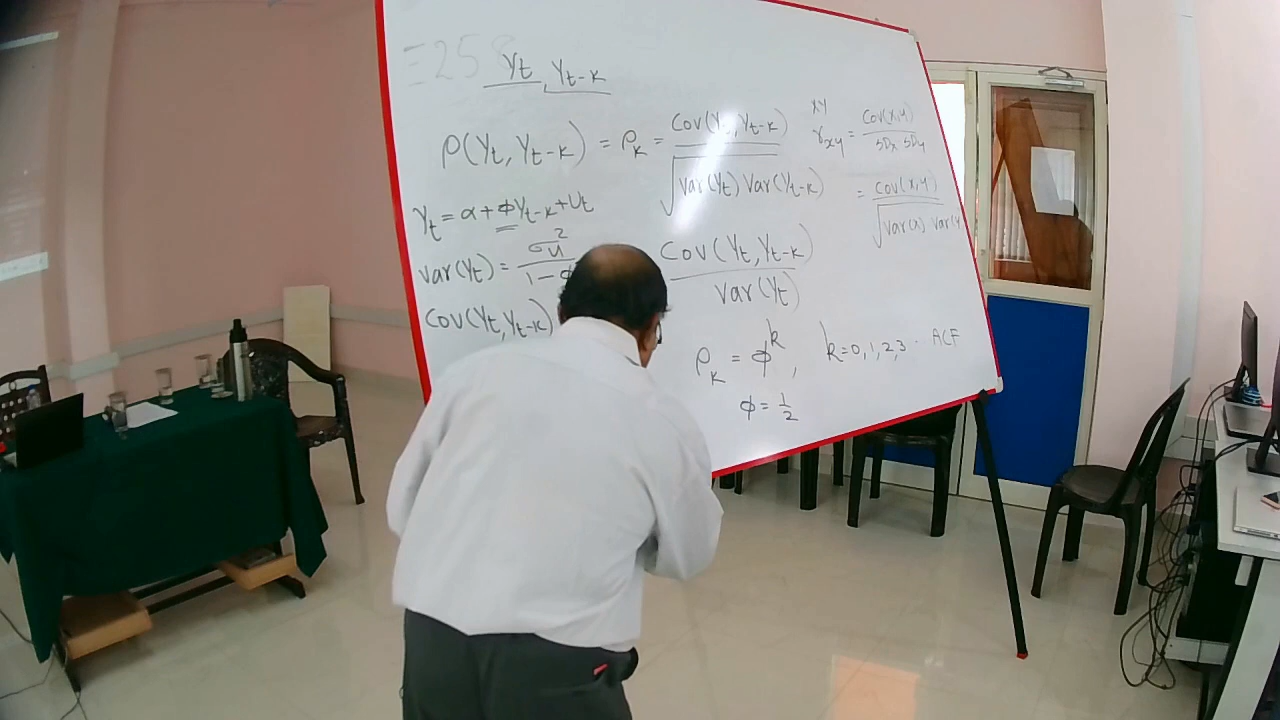 = 25
Yt Yt-k
ρ(Yt, Yt-k) = ρk = Cov(Yt, Yt-k) / √Var(Yt) Var(Yt-k)
xy
rxy = Cov(x,y) / SDx SDy
= Cov(x,y) / √Var(x) Var(y
Yt = α + ϕYt-k + Ut
Var(Yt) = σu² / 1 - ϕ
Cov(Yt, Yt-k)
Cov(Yt, Yt-k) / Var(Yt)
ρk = ϕ^k, k=0,1,2,3 · ACF
ϕ = 1/2